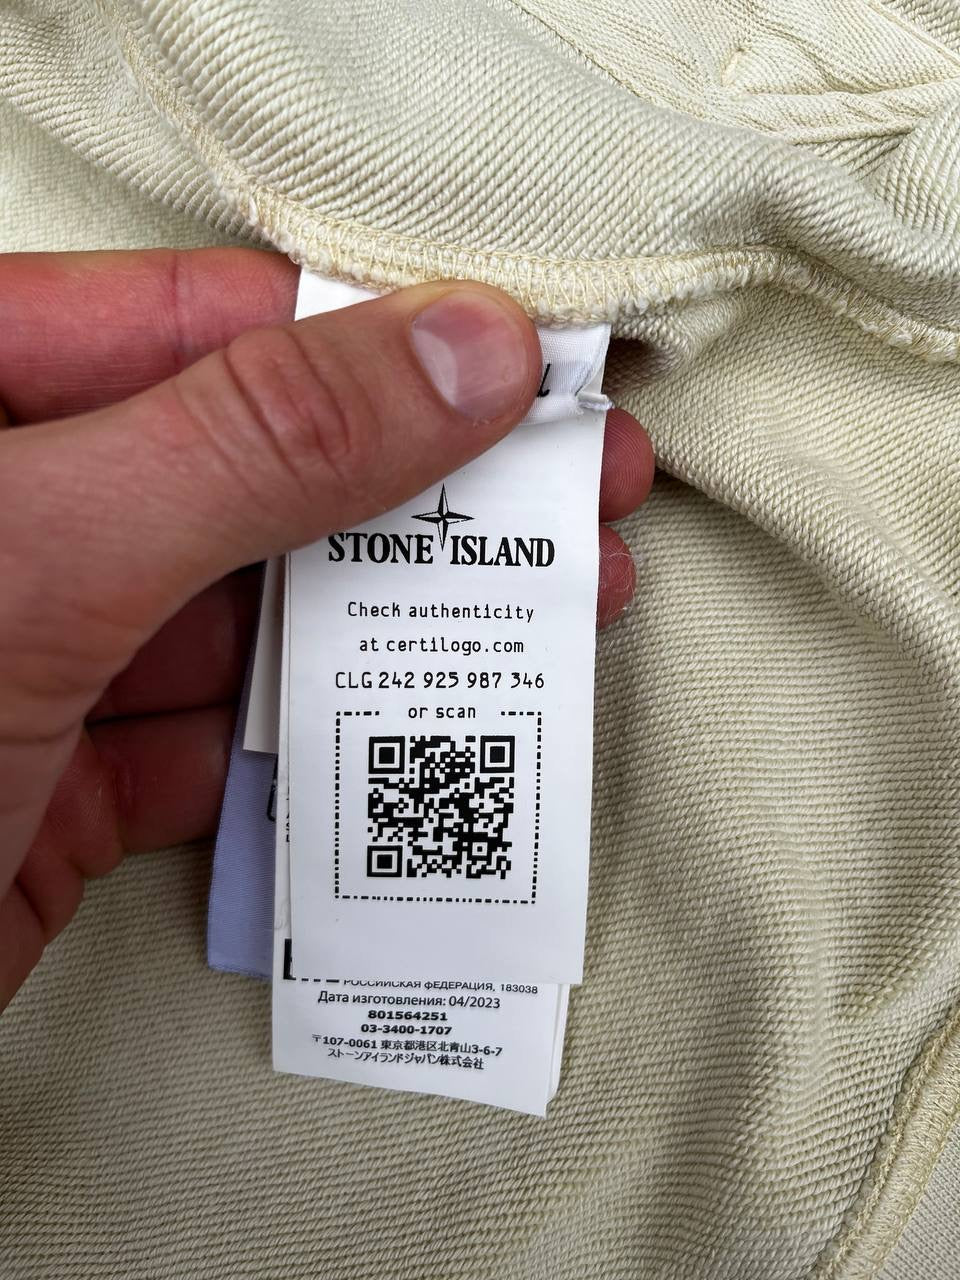 STONE ISLAND
Check authenticity
at certilogo.com
CLG 242 925 987 346
or scan
РОССИЙСКАЯ ФЕДЕРАЦИЯ, 183038
Дата изготовления: 04/2023
801564251
03-3400-1707
〒107-0061 東京都港区北青山3-6-7
ストーンアイランドジャパン株式会社